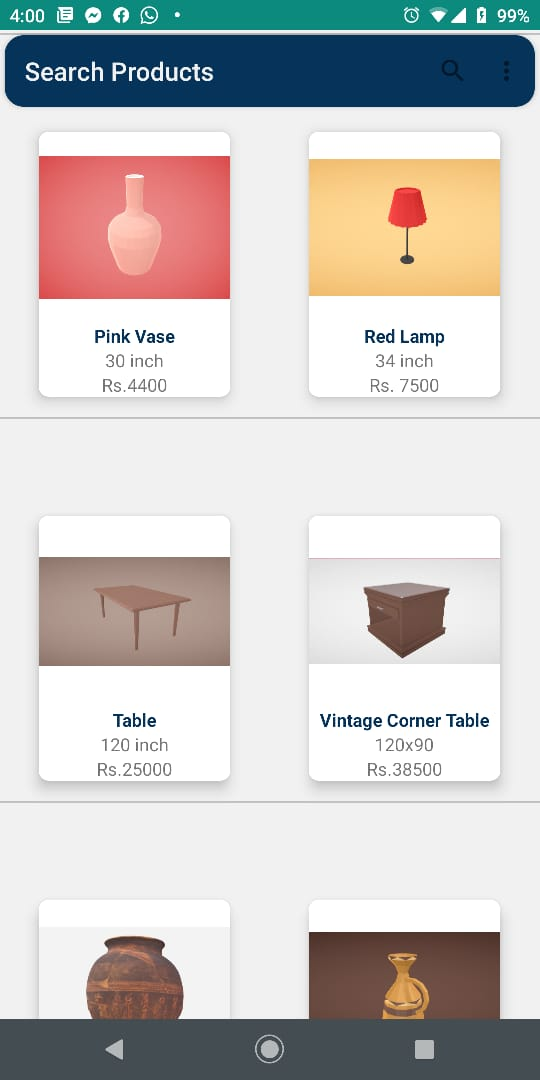 4:00
99%
Search Products
Pink Vase
30 inch
Rs.4400
Red Lamp
34 inch
Rs. 7500
Table
120 inch
Rs.25000
Vintage Corner Table
120x90
Rs.38500